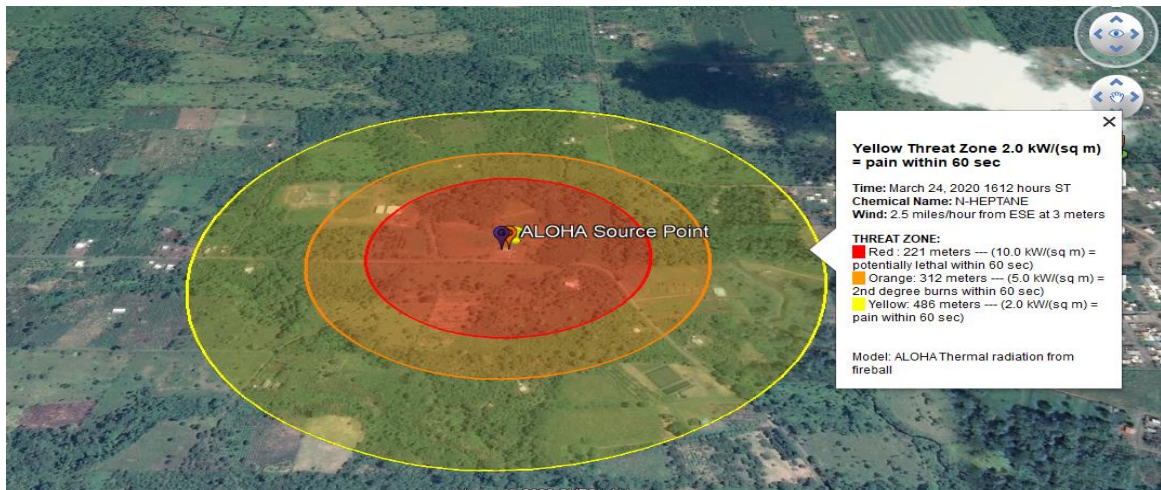 ALOHA Source Point
Yellow Threat Zone 2.0 kW/(sq m)
= pain within 60 sec
Time: March 24, 2020 1612 hours ST
Chemical Name: N-HEPTANE
Wind: 2.5 miles/hour from ESE at 3 meters
THREAT ZONE:
Red : 221 meters --- (10.0 kW/(sq m) =
potentially lethal within 60 sec)
Orange: 312 meters --- (5.0 kW/(sq m) =
2nd degree burns within 60 sec)
Yellow: 486 meters --- (2.0 kW/(sq m) =
pain within 60 sec)
Model: ALOHA Thermal radiation from
fireball